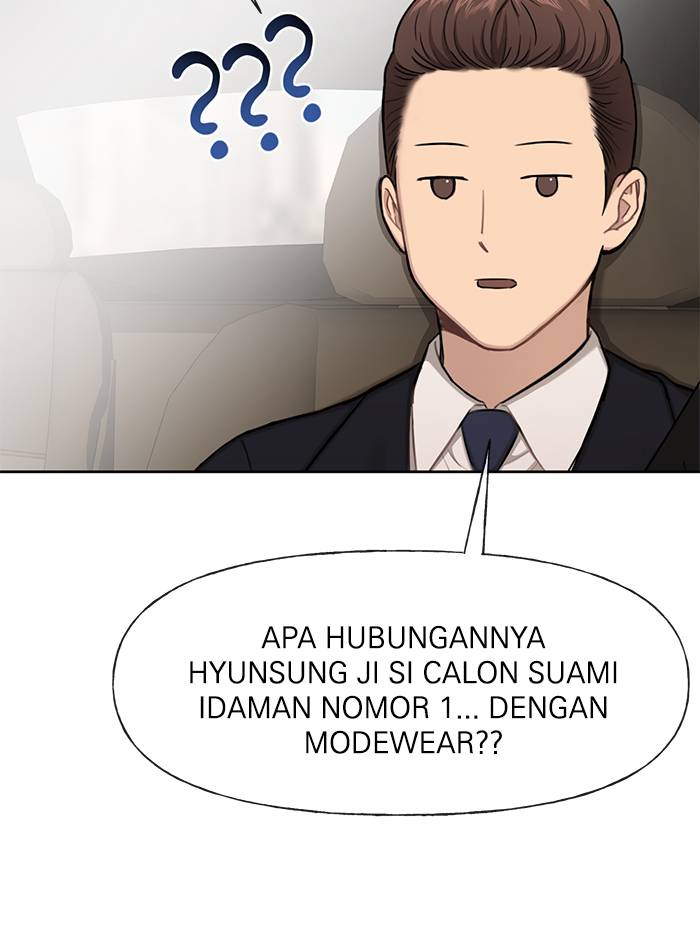 ???
APA HUBUNGANNYA
HYUNSUNG JI SI CALON SUAMI
IDAMAN NOMOR 1... DENGAN
MODEWEAR??